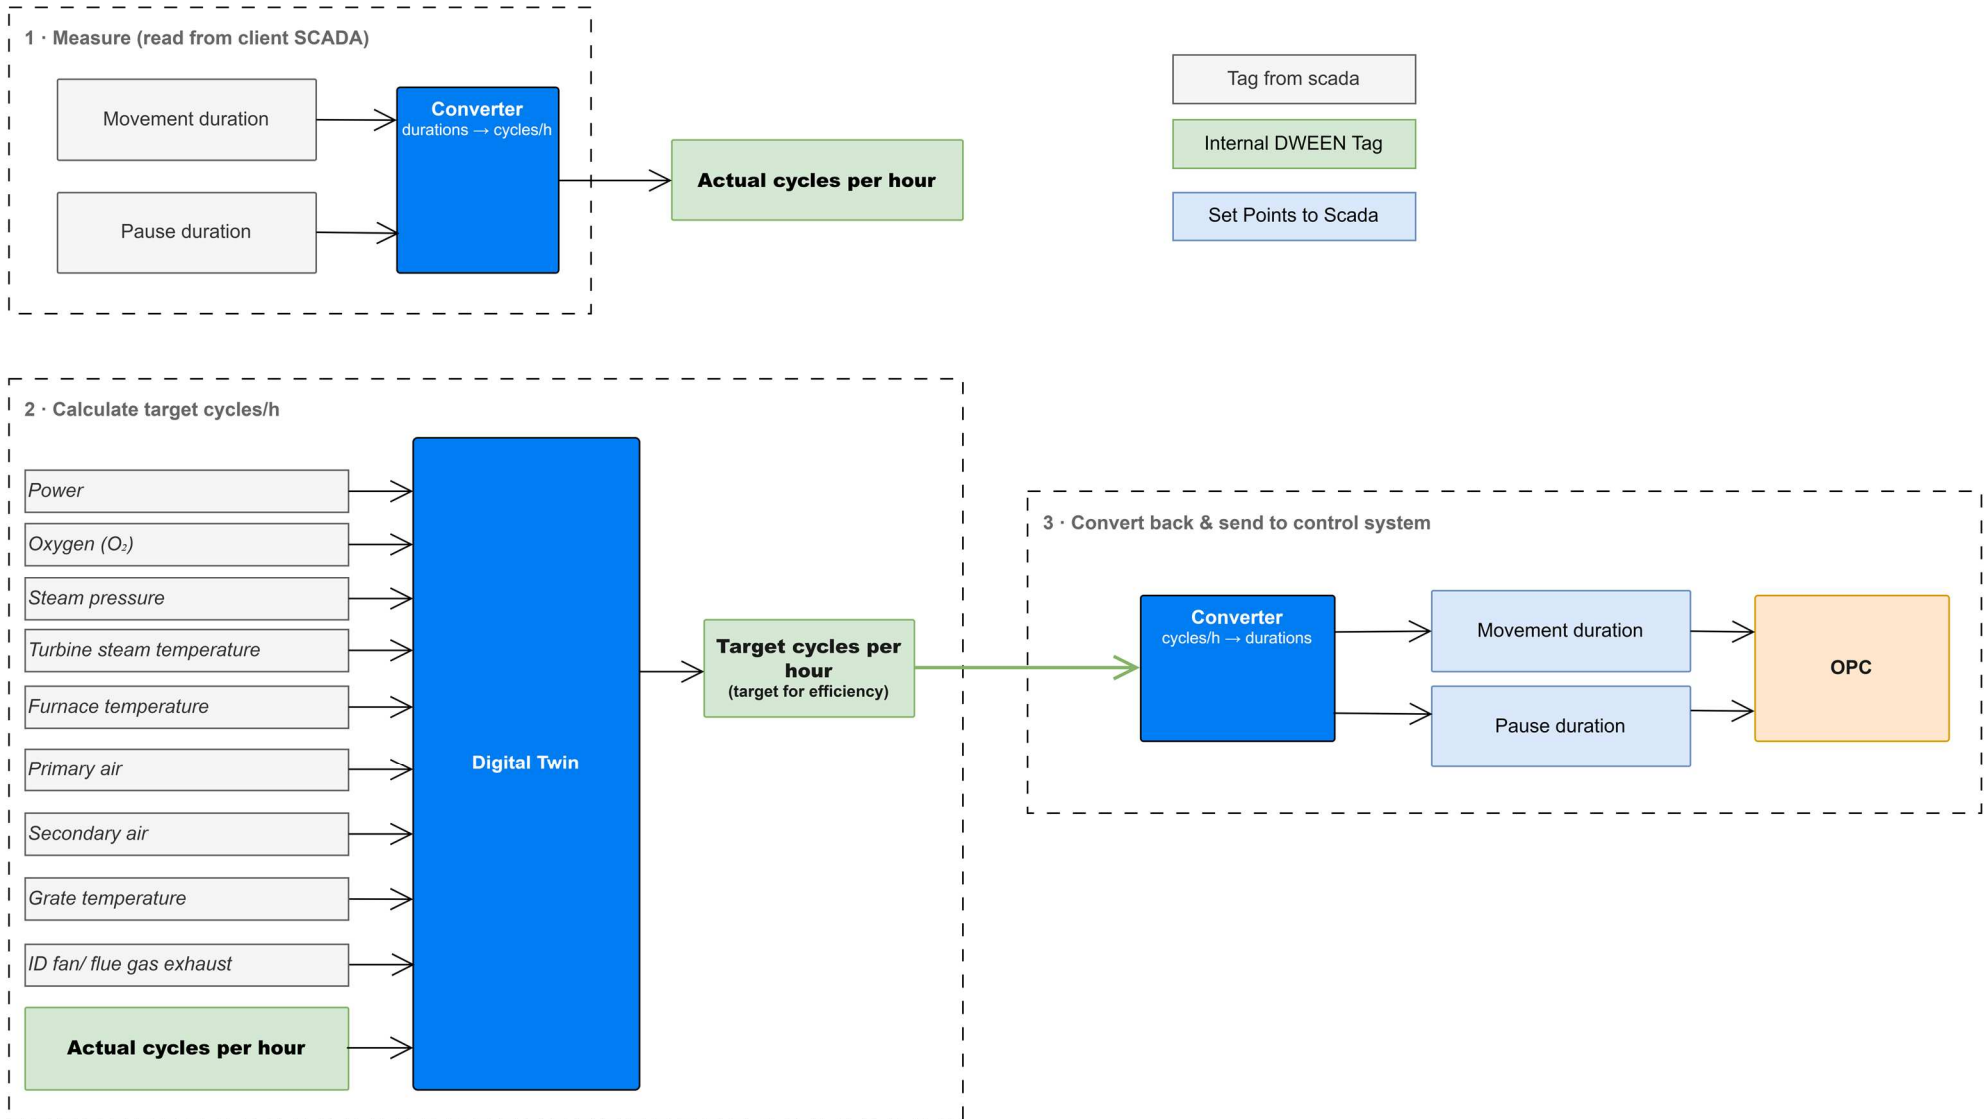 1 · Measure (read from client SCADA)
Movement duration
Pause duration
Converter
durations → cycles/h
Actual cycles per hour
Tag from scada
Internal DWEEN Tag
Set Points to Scada
2 · Calculate target cycles/h
Power
Oxygen (O₂)
Steam pressure
Turbine steam temperature
Furnace temperature
Primary air
Secondary air
Grate temperature
ID fan/ flue gas exhaust
Actual cycles per hour
Digital Twin
Target cycles per
hour
(target for efficiency)
3 · Convert back & send to control system
Converter
cycles/h → durations
Movement duration
Pause duration
OPC